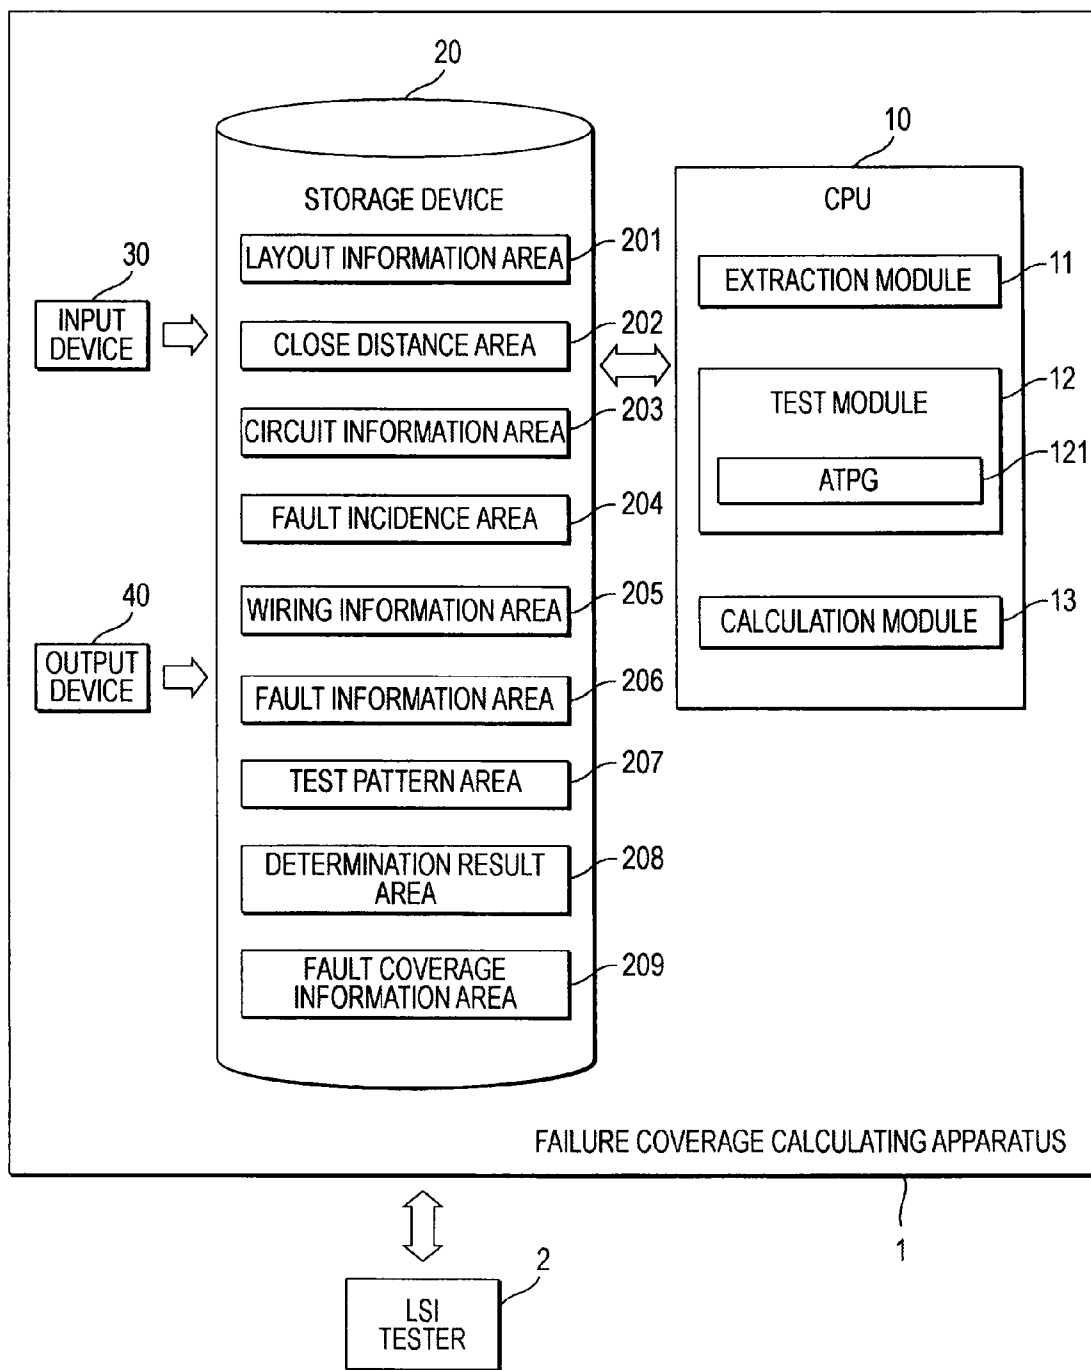 20
10
STORAGE DEVICE
CPU
LAYOUT INFORMATION AREA
201
EXTRACTION MODULE
11
30
INPUT
DEVICE
CLOSE DISTANCE AREA
202
TEST MODULE
12
CIRCUIT INFORMATION AREA
203
ATPG
121
FAULT INCIDENCE AREA
204
WIRING INFORMATION AREA
205
CALCULATION MODULE
13
40
OUTPUT
DEVICE
FAULT INFORMATION AREA
206
TEST PATTERN AREA
207
DETERMINATION RESULT
AREA
208
FAULT COVERAGE
INFORMATION AREA
209
FAILURE COVERAGE CALCULATING APPARATUS
1
2
LSI
TESTER